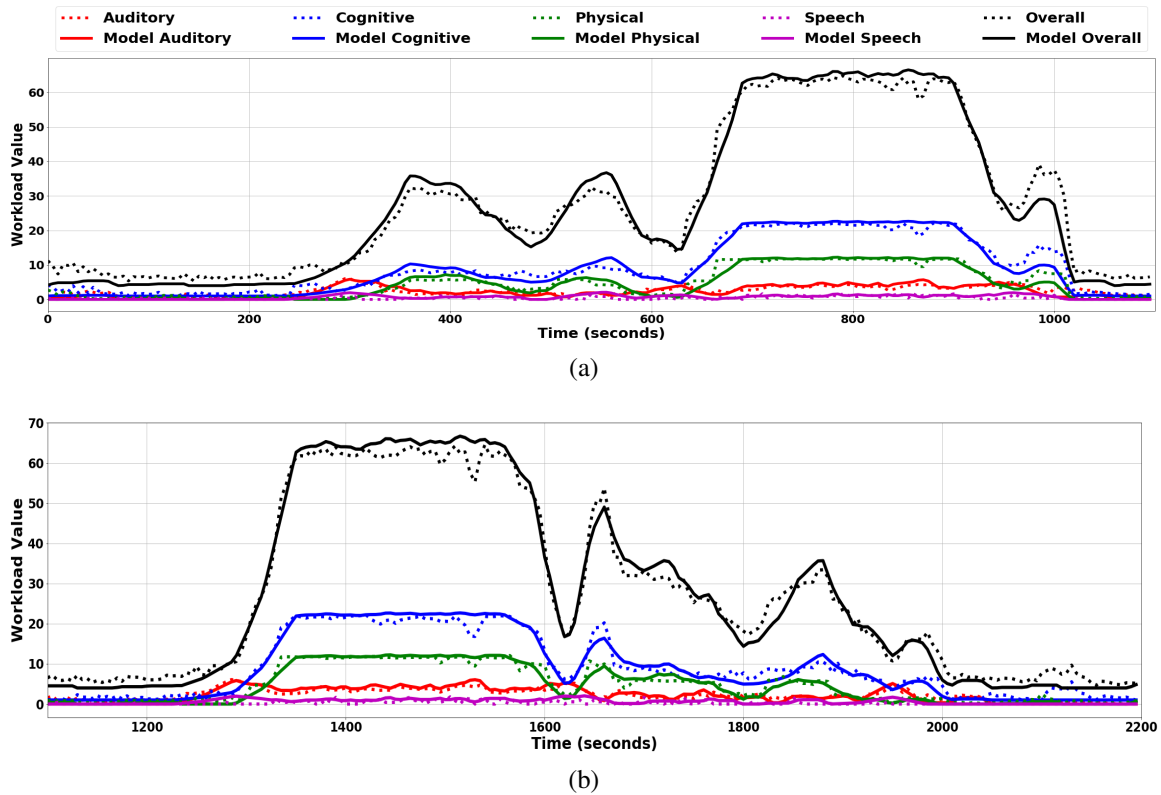 Auditory Cognitive Physical Speech Overall
Model Auditory Model Cognitive Model Physical Model Speech Model Overall
60
50
40
30
20
10
0
Workload Value
0 200 400 600 800 1000
Time (seconds)
(a)
70
60
50
40
30
20
10
0
Workload Value
1200 1400 1600 1800 2000 2200
Time (seconds)
(b)